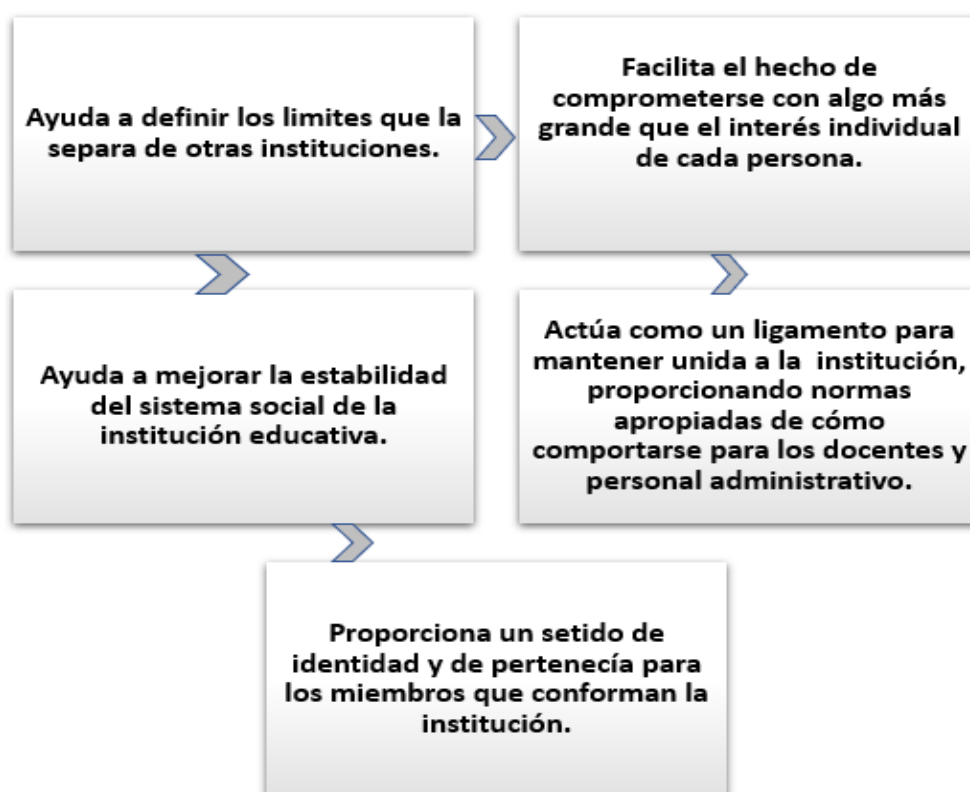 Ayuda a definir los limites que la
separa de otras instituciones.
Facilita el hecho de
comprometerse con algo más
grande que el interés individual
de cada persona.
Ayuda a mejorar la estabilidad
del sistema social de la
institución educativa.
Actúa como un ligamento para
mantener unida a la  institución,
proporcionando normas
apropiadas de cómo
comportarse para los docentes y
personal administrativo.
Proporciona un setido de
identidad y de pertenecía para
los miembros que conforman la
institución.